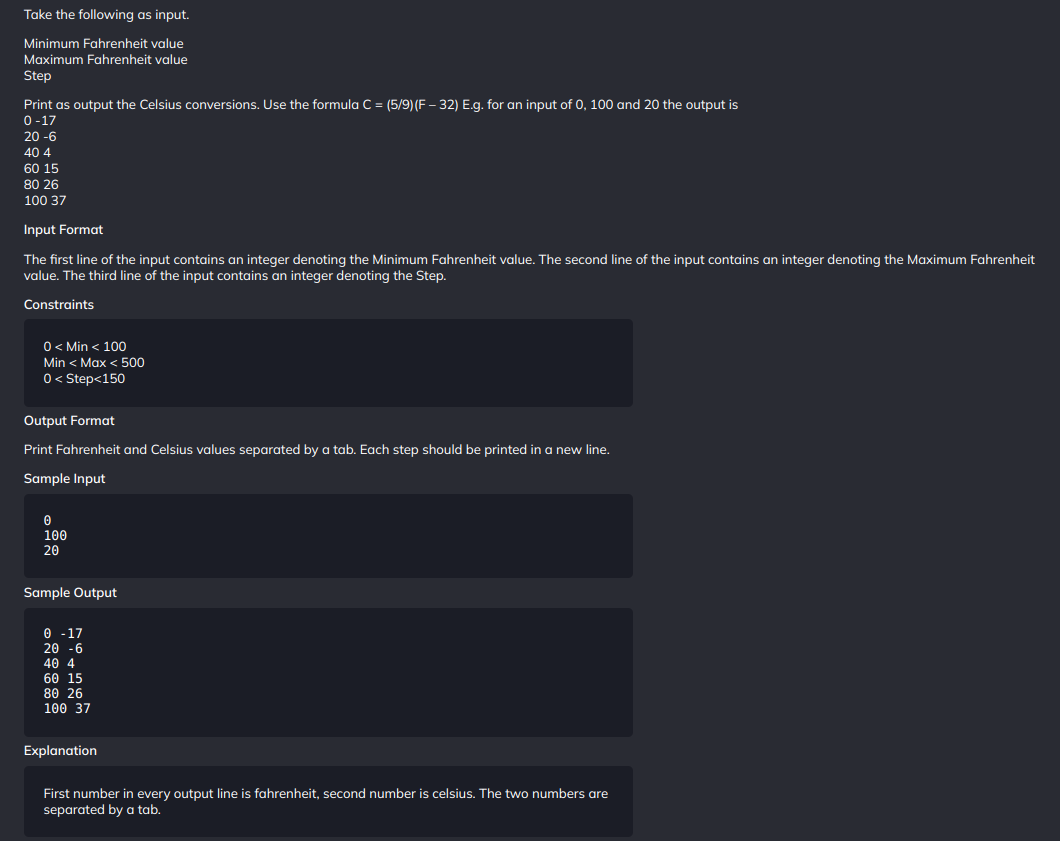 Take the following as input.
Minimum Fahrenheit value
Maximum Fahrenheit value
Step
Print as output the Celsius conversions. Use the formula C = (5/9)(F – 32) E.g. for an input of 0, 100 and 20 the output is
0 -17
20 -6
40 4
60 15
80 26
100 37
Input Format
The first line of the input contains an integer denoting the Minimum Fahrenheit value. The second line of the input contains an integer denoting the Maximum Fahrenheit
value. The third line of the input contains an integer denoting the Step.
Constraints
0 < Min < 100
Min < Max < 500
0 < Step<150
Output Format
Print Fahrenheit and Celsius values separated by a tab. Each step should be printed in a new line.
Sample Input
0
100
20
Sample Output
0 -17
20 -6
40 4
60 15
80 26
100 37
Explanation
First number in every output line is fahrenheit, second number is celsius. The two numbers are
separated by a tab.